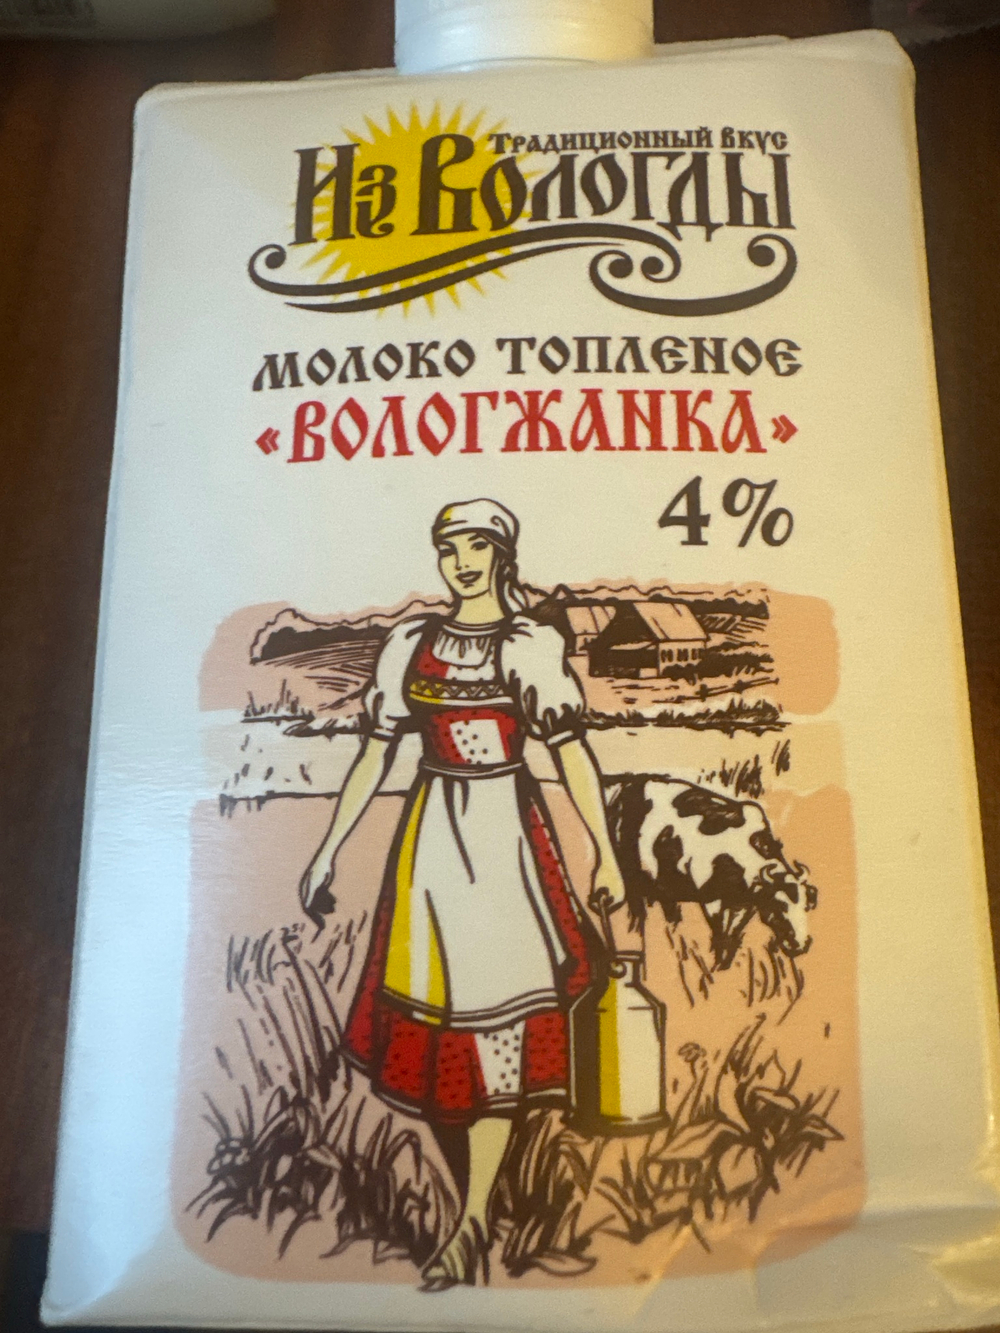 Традиционный вкус
Из Вологды
молоко топленое
«ВОЛОГЖАНКА»
4%